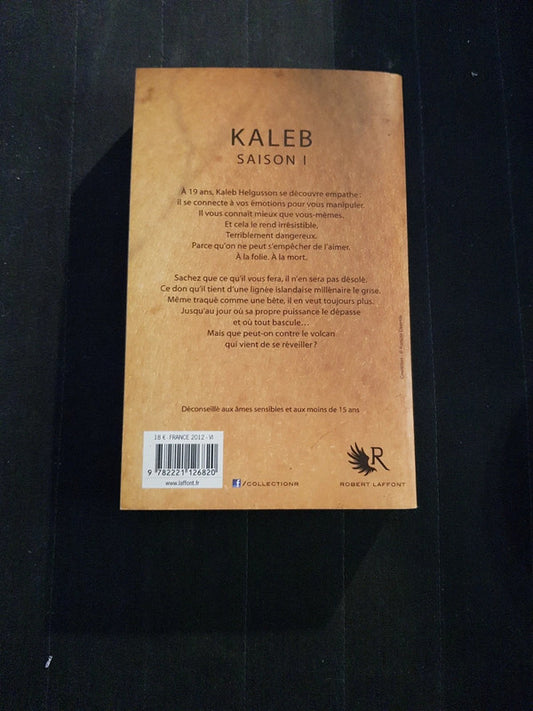 KALEB
SAISON I
À 19 ans, Kaleb Helgusson se découvre empathe :
il se connecte à vos émotions pour vous manipuler.
Il vous connaît mieux que vous-mêmes.
Et cela le rend irrésistible.
Terriblement dangereux.
Parce qu'on ne peut s'empêcher de l'aimer.
À la folie. À la mort.
Sachez que ce qu'il vous fera, il n'en sera pas désolé.
Ce don qu'il tient d'une lignée islandaise millénaire le grise.
Même traqué comme une bête, il en veut toujours plus.
Jusqu'au jour où sa propre puissance le dépasse
et où tout bascule...
Mais que peut-on contre le volcan
qui vient de se réveiller ?
Déconseillé aux âmes sensibles et aux moins de 15 ans
18 € - FRANCE 2012 - VI
9 782221 126820
www.laffont.fr
f/COLLECTIONR
R
ROBERT LAFFONT